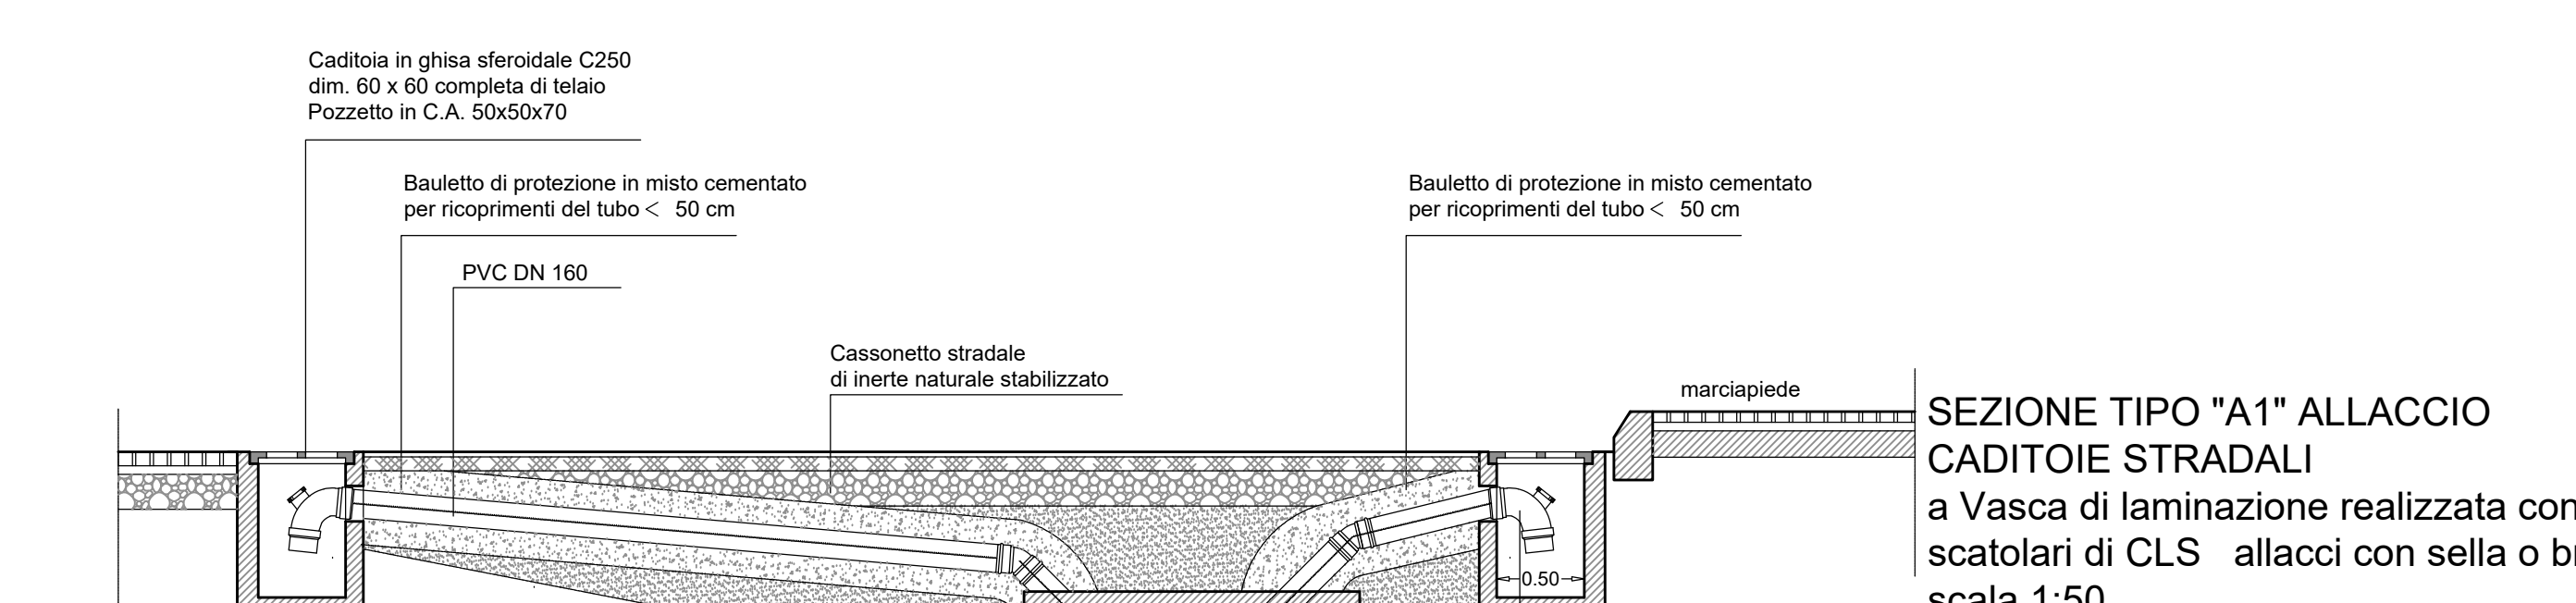 Caditoia in ghisa sferoidale C250
dim. 60 x 60 completa di telaio
Pozzetto in C.A. 50x50x70
Bauletto di protezione in misto cementato
per ricoprimenti del tubo < 50 cm
Bauletto di protezione in misto cementato
per ricoprimenti del tubo < 50 cm
PVC DN 160
Cassonetto stradale
di inerte naturale stabilizzato
marciapiede
SEZIONE TIPO "A1" ALLACCIO
CADITOIE STRADALI
a Vasca di laminazione realizzata con
scatolari di CLS allacci con sella o
scala 1:50
0.50